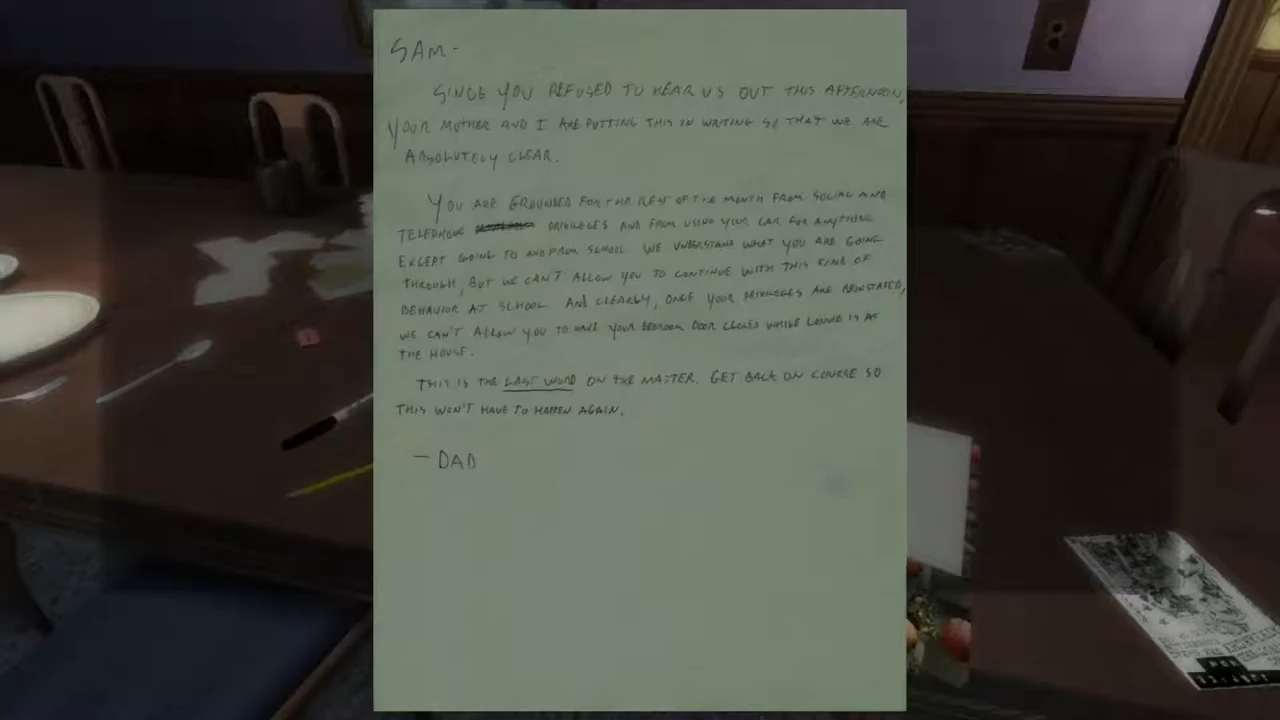 SAM-
SINCE YOU REFUSED TO HEAR US OUT THIS AFTERNOON,
YOUR MOTHER AND I ARE PUTTING THIS IN WRITING SO THAT WE ARE
ABSOLUTELY CLEAR.
YOU ARE GROUNDED FOR THE REST OF THE MONTH FROM SOCIAL AND
TELEPHONE PRIVILEGES AND FROM USING YOUR CAR FOR ANYTHING
EXCEPT GOING TO AND FROM SCHOOL. WE UNDERSTAND WHAT YOU ARE GOING
THROUGH, BUT WE CAN'T ALLOW YOU TO CONTINUE WITH THIS KIND OF
BEHAVIOR AT SCHOOL. AND CLEARLY, ONCE YOUR PRIVILEGES ARE REINSTATED,
WE CAN'T ALLOW YOU TO HAVE YOUR BEDROOM DOOR CLOSED WHILE LONNIE IS AT
THE HOUSE.
THIS IS THE LAST WORD ON THE MATTER. GET BACK ON COURSE SO
THIS WON'T HAVE TO HAPPEN AGAIN.
- DAD